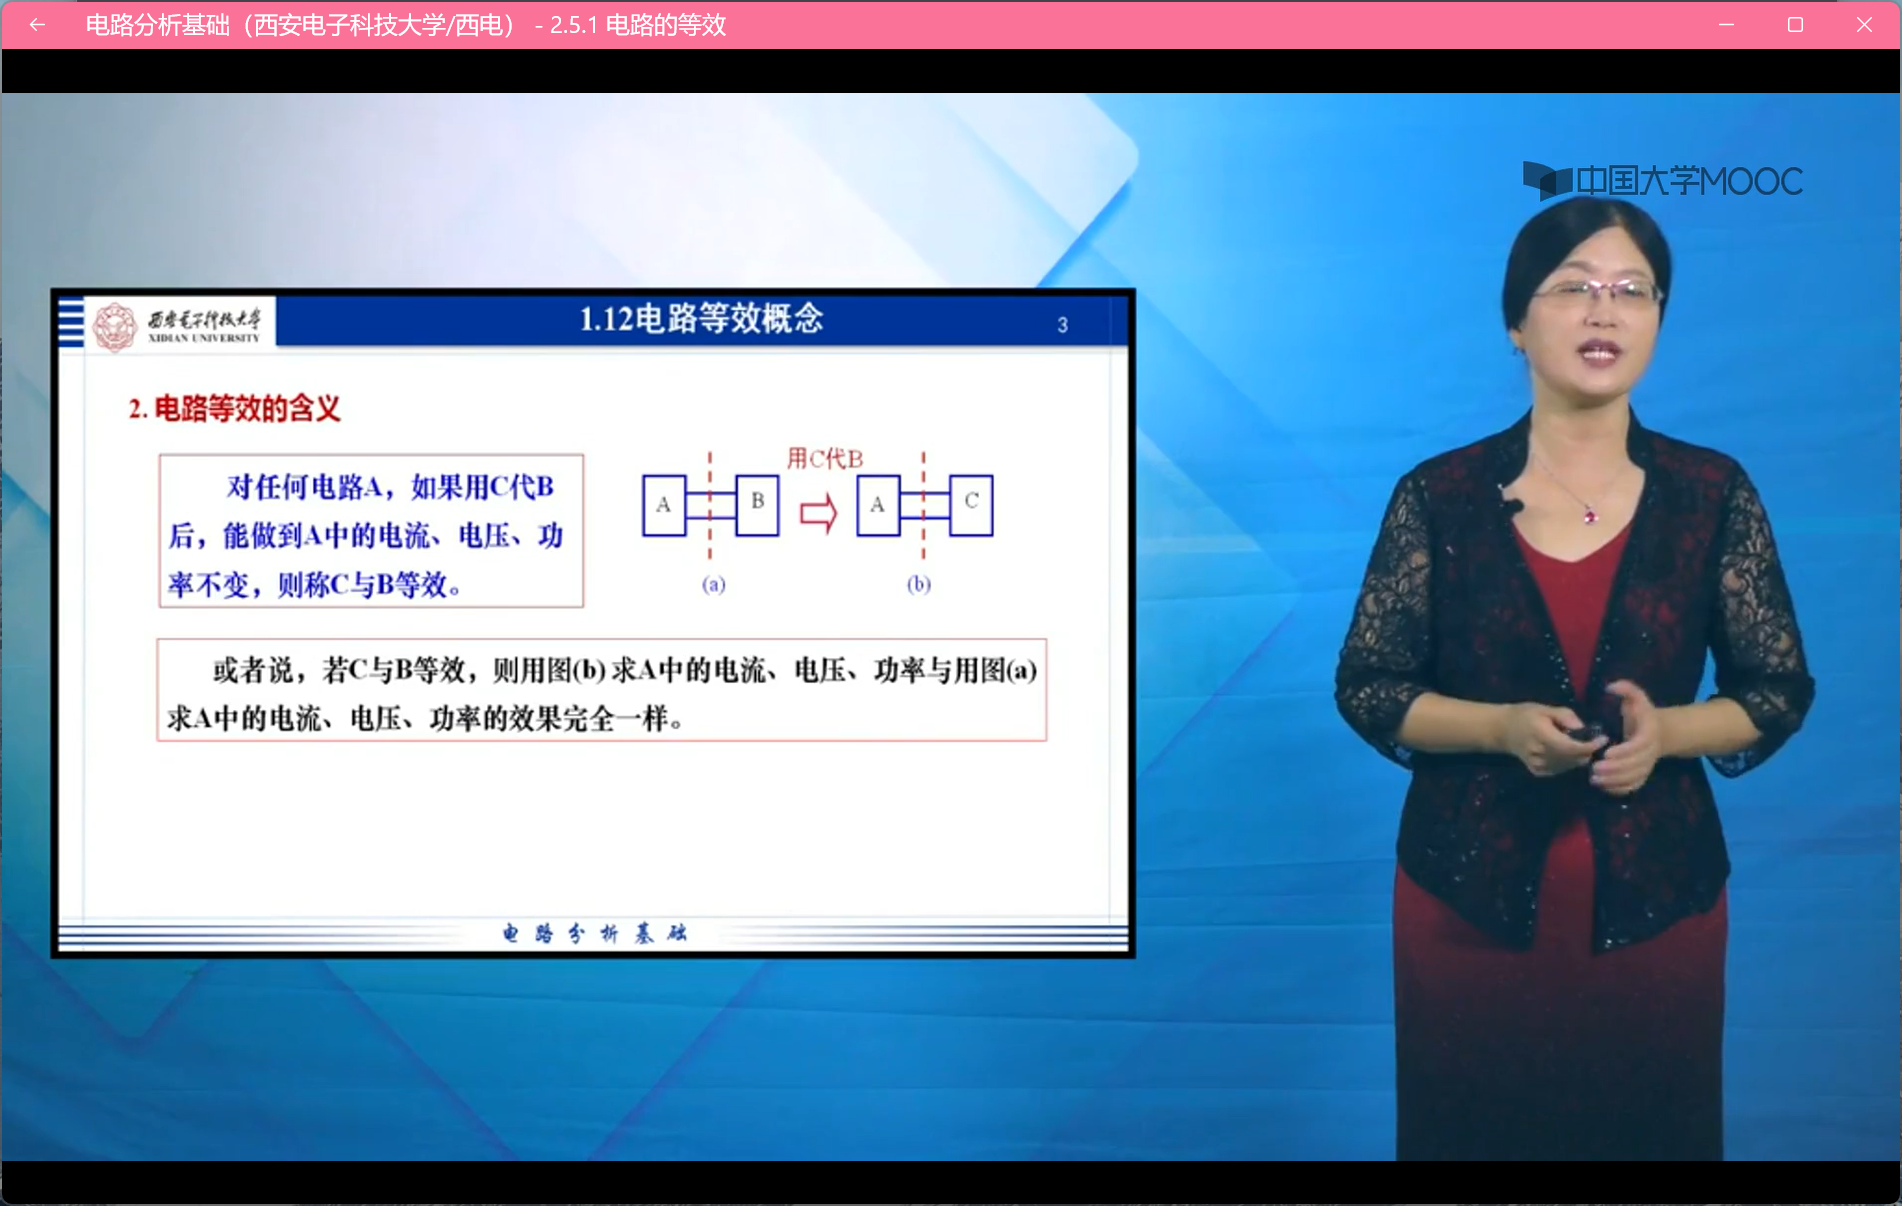 电路分析基础（西安电子科技大学/西电） - 2.5.1 电路的等效
中国大学MOOC
西安电子科技大学
XIDIAN UNIVERSITY
1.12电路等效概念
3
2. 电路等效的含义
对任何电路A，如果用C代B
后，能做到A中的电流、电压、功
率不变，则称C与B等效。
用C代B
A B A C
(a) (b)
或者说，若C与B等效，则用图(b) 求A中的电流、电压、功率与用图(a)
求A中的电流、电压、功率的效果完全一样。
电 路 分 析 基 础